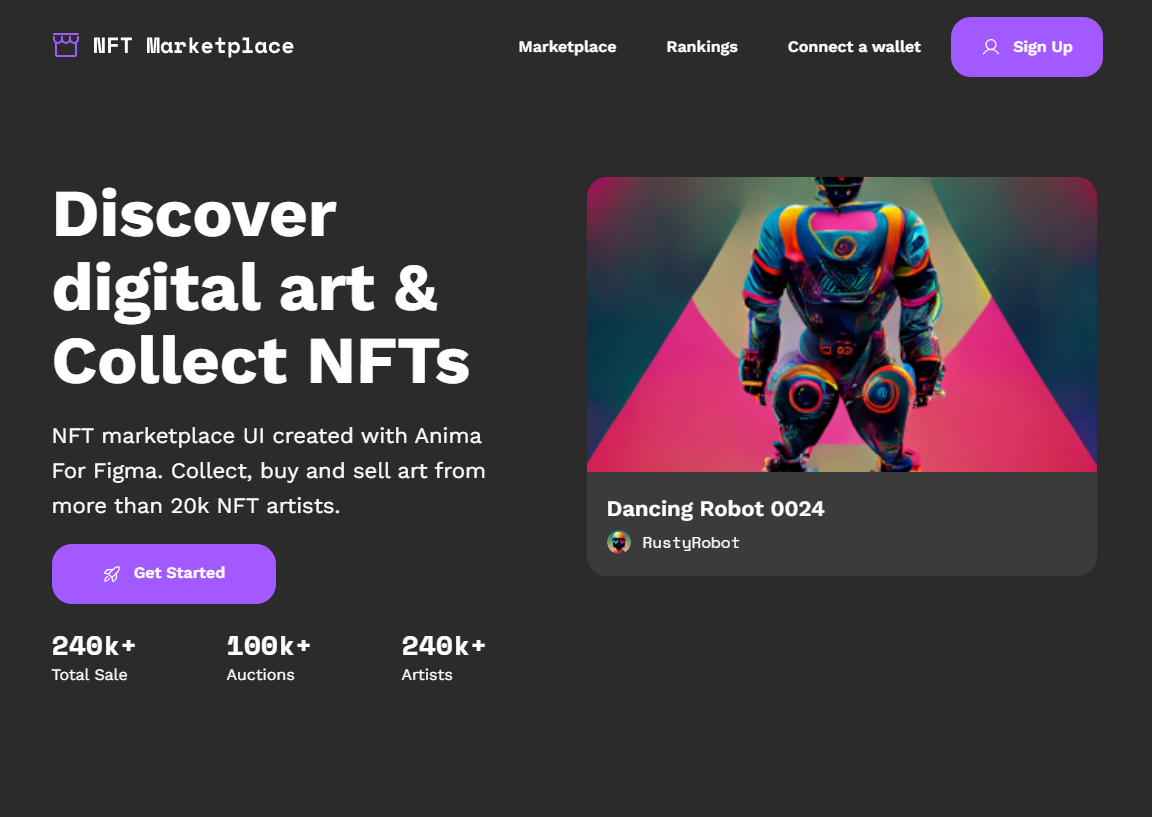 NFT Marketplace
Marketplace
Rankings
Connect a wallet
Sign Up
Discover
digital art &
Collect NFTs
NFT marketplace UI created with Anima
For Figma. Collect, buy and sell art from
more than 20k NFT artists.
Get Started
240k+
Total Sale
100k+
Auctions
240k+
Artists
Dancing Robot 0024
RustyRobot